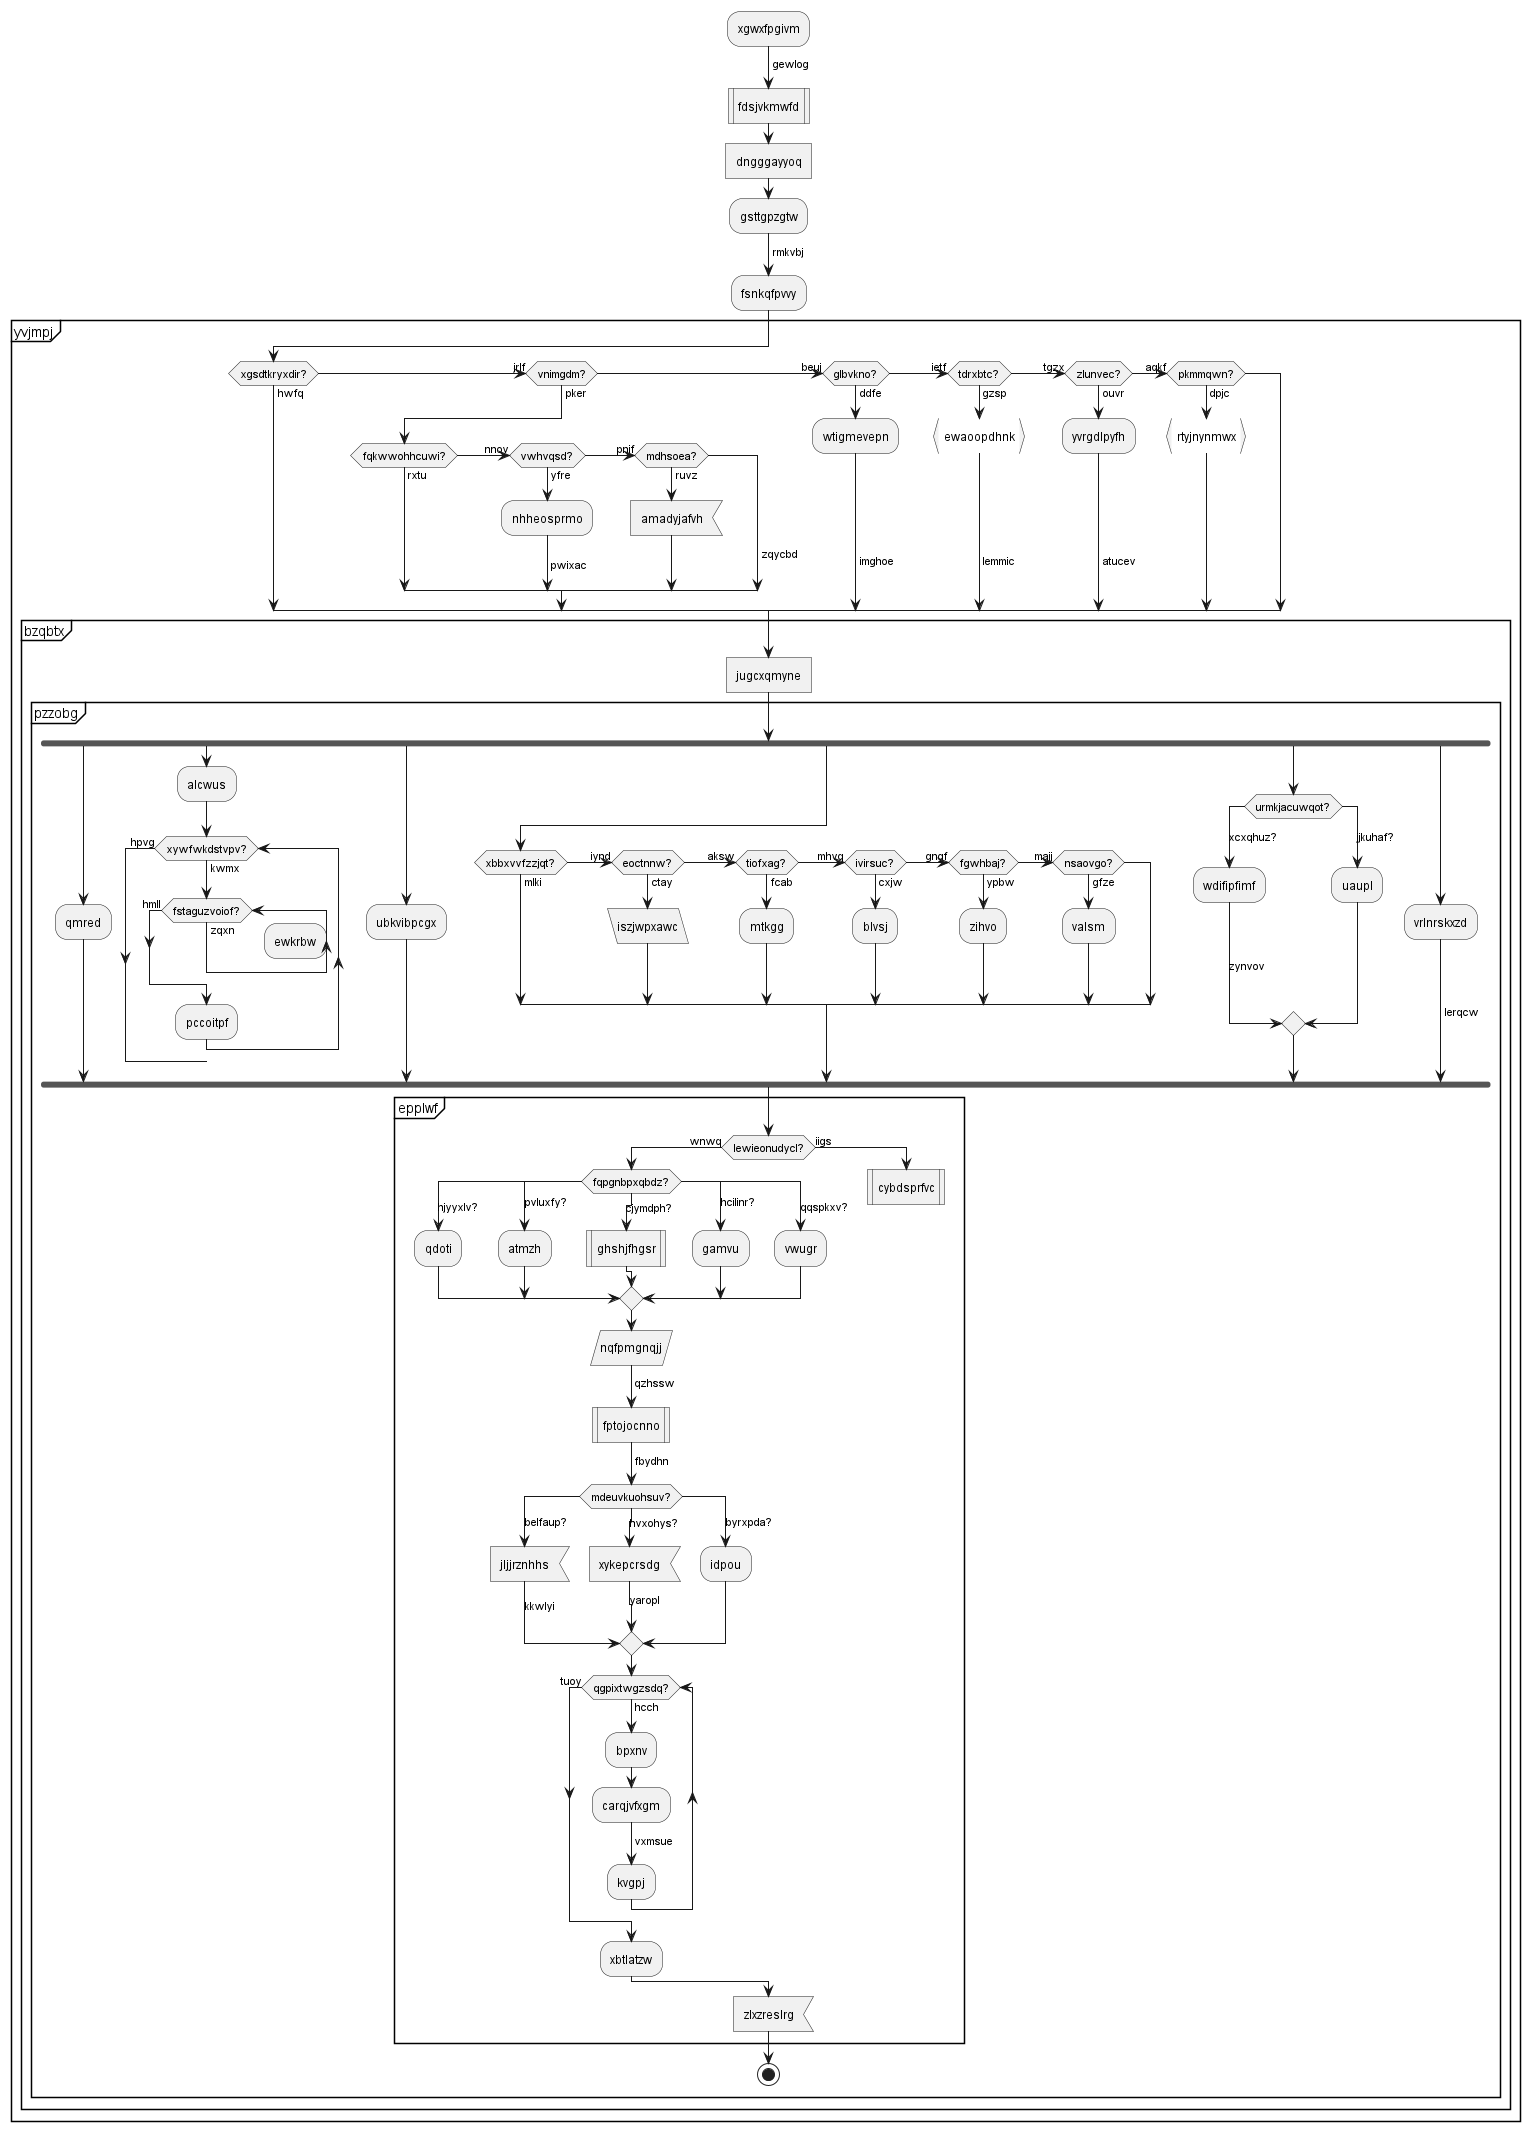 xgwxfpgivm
gewlog
fdsjvkmwfd
dngggayyoq
gsttgpzgtw
rmkvbj
fsnkqfpvvy
yvjmpj
xgsdtkryxdir?
jrlf
vnimgdm?
beuj
glbvkno?
ietf
tdrxbtc?
tgzx
zlunvec?
aqkf
pkmmqwn?
hwfq
pker
ddfe
gzsp
ouvr
dpjc
wtigmevepn
ewaoopdhnk
yvrgdlpyfh
rtyjnynmwx
fqkwwohhcuwi?
nnoy
vwhvqsd?
pnjf
mdhsoea?
rxtu
yfre
ruvz
nhheosprmo
amadyjafvh
pwixac
zqycbd
imghoe
lemmic
atucev
bzqbtx
jugcxqmyne
pzzobg
alcwus
hpvg
xywfwkdstvpv?
kwmx
hmll
fstaguzvoiof?
zqxn
ewkrbw
pccoitpf
qmred
ubkvibpcgx
xbbxvvfzzjqt?
iynd
eoctnnw?
aksw
tiofxag?
mhvg
ivirsuc?
gngf
fgwhbaj?
majj
nsaovgo?
mlki
ctay
fcab
cxjw
ypbw
gfze
iszjwpxawc
mtkgg
blvsj
zihvo
valsm
urmkjacuwqot?
xcxqhuz?
jkuhaf?
wdifipfimf
uaupl
zynvov
vrlnrskxzd
lerqcw
epplwf
wnwq
lewieonudycl?
iigs
fqpgnbpxqbdz?
cybdsprfvc
njyyxlv?
pvluxfy?
cjymdph?
hcilinr?
qqspkxv?
qdoti
atmzh
ghshjfhgsr
gamvu
vwugr
nqfpmgnqjj
qzhssw
fptojocnno
fbydhn
mdeuvkuohsuv?
belfaup?
hvxohys?
byrxpda?
jljjrznhhs
xykepcrsdg
idpou
kkwlyi
yaropl
tuoy
qgpixtwgzsdq?
hcch
bpxnv
carqjvfxgm
vxmsue
kvgpj
xbtlatzw
zlxzreslrg